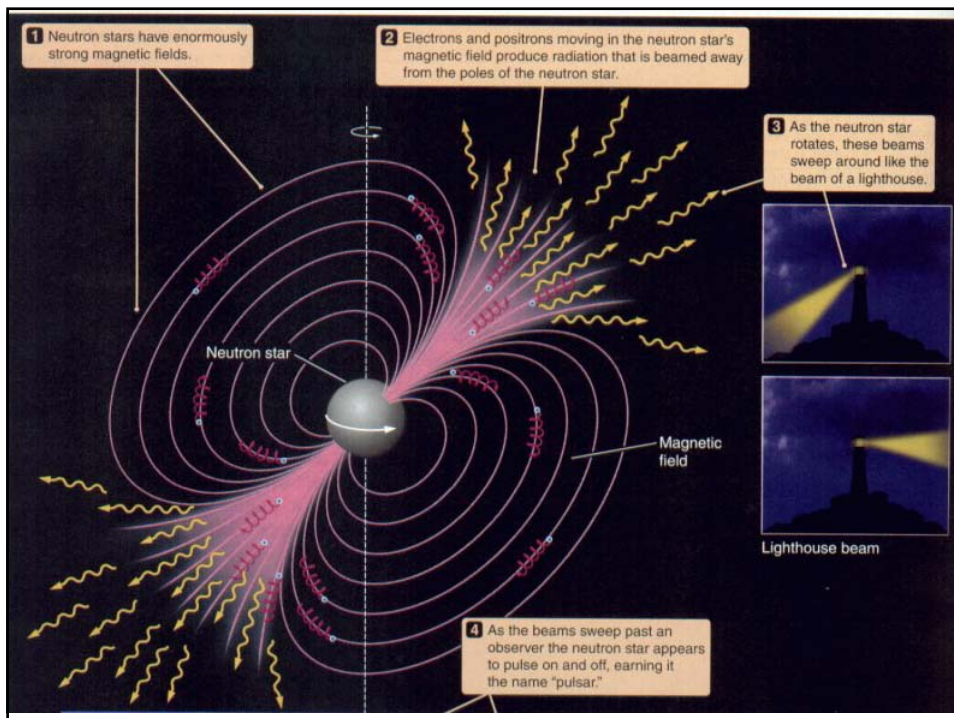 1 Neutron stars have enormously
strong magnetic fields.
2 Electrons and positrons moving in the neutron star's
magnetic field produce radiation that is beamed away
from the poles of the neutron star.
3 As the neutron star
rotates, these beams
sweep around like the
beam of a lighthouse.
Neutron star
Magnetic
field
Lighthouse beam
4 As the beams sweep past an
observer the neutron star appears
to pulse on and off, earning it
the name "pulsar."